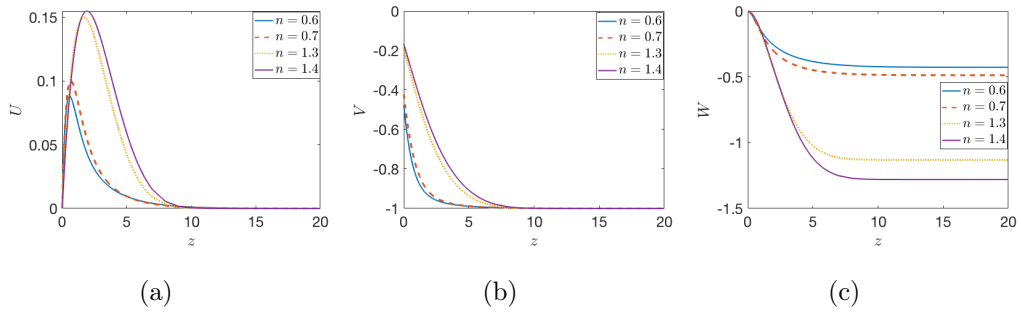 0.15
0.1
0.05
0
U
0 5 10 15 20
z
n = 0.6
n = 0.7
n = 1.3
n = 1.4
(a)
0
-0.2
-0.4
-0.6
-0.8
-1
V
0 5 10 15 20
z
n = 0.6
n = 0.7
n = 1.3
n = 1.4
(b)
0
-0.5
-1
-1.5
W
0 5 10 15 20
z
n = 0.6
n = 0.7
n = 1.3
n = 1.4
(c)